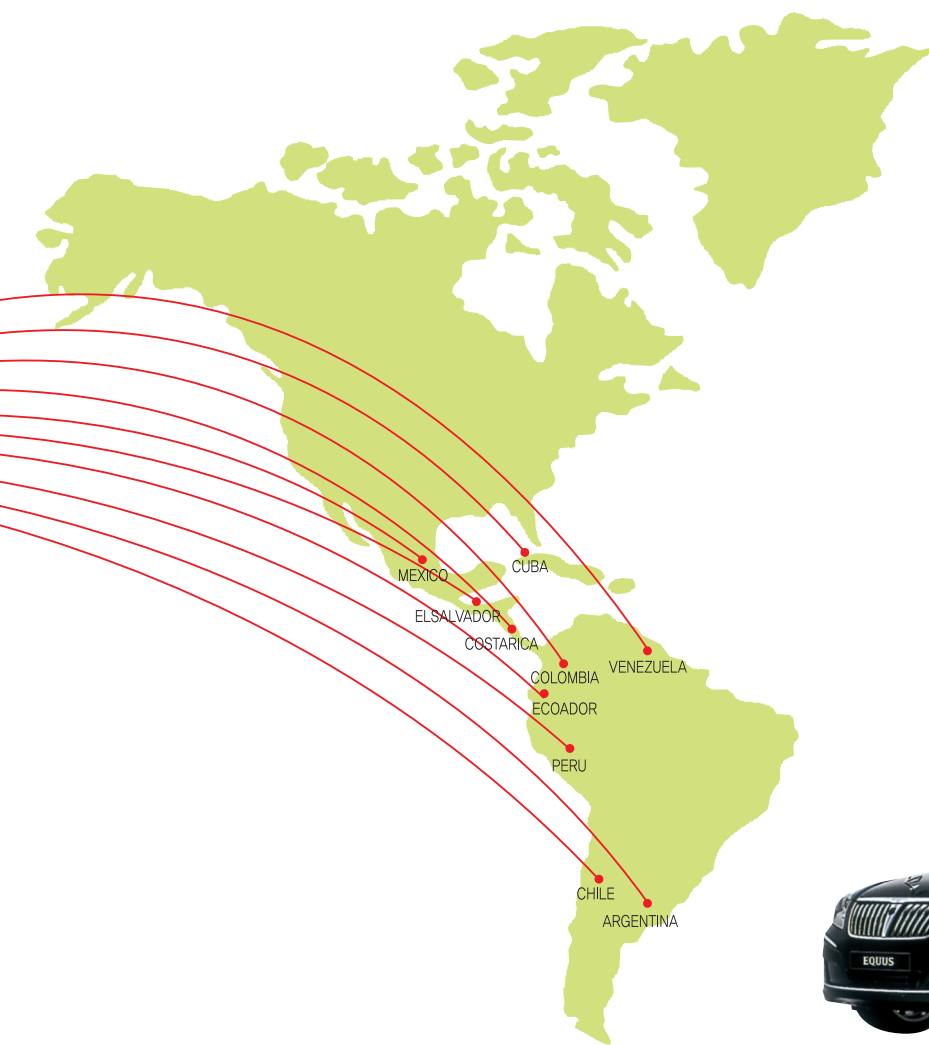 CUBA
MEXICO
ELSALVADOR
COSTARICA
VENEZUELA
COLOMBIA
ECOADOR
PERU
CHILE
ARGENTINA
EQUUS